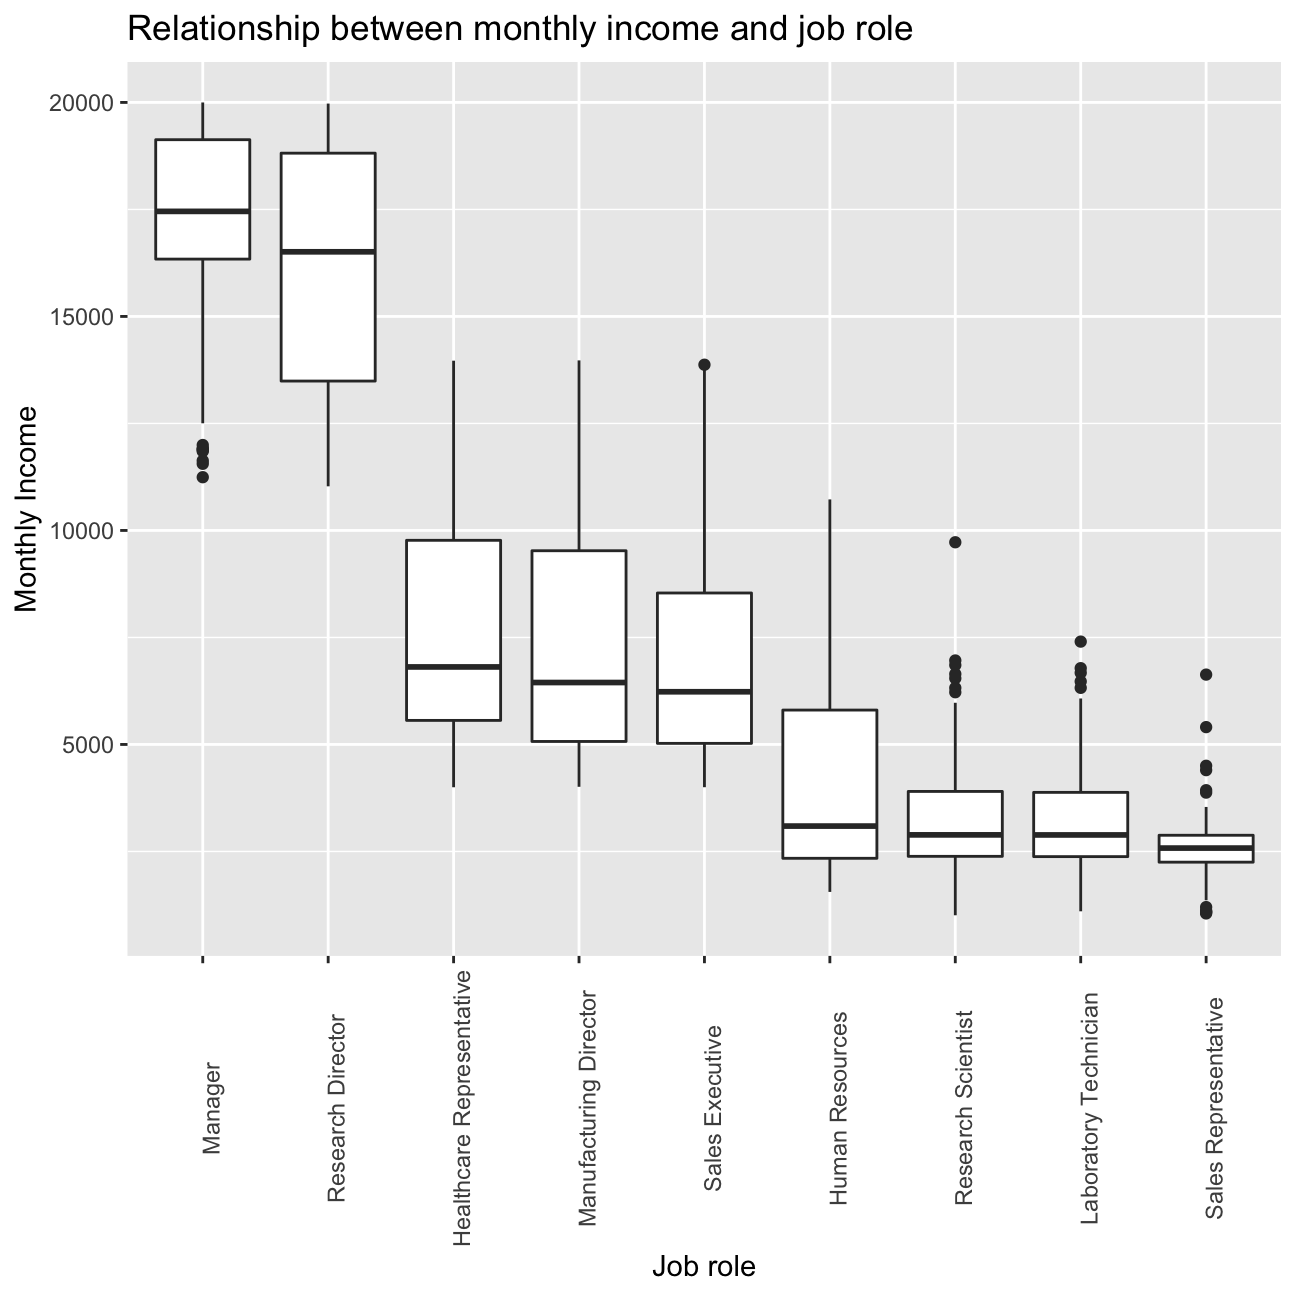 Relationship between monthly income and job role
Monthly Income
20000
15000
10000
5000
Manager
Research Director
Healthcare Representative
Manufacturing Director
Sales Executive
Human Resources
Research Scientist
Laboratory Technician
Sales Representative
Job role